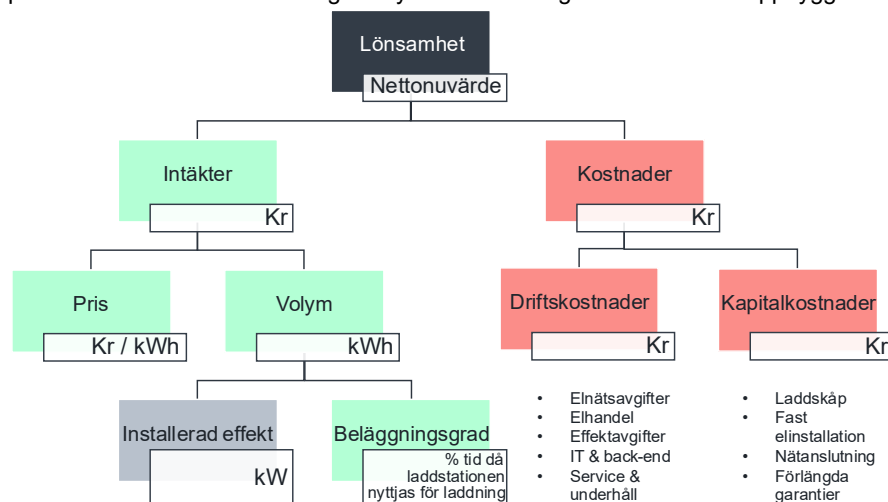 Lönsamhet
Nettonuvärde
Intäkter
Kr
Kostnader
Kr
Pris
Kr / kWh
Volym
kWh
Driftskostnader
Kr
Kapitalkostnader
Kr
Installerad effekt
kW
Beläggningsgrad
% tid då
laddstationen
nyttjas för laddning
• Elnätsavgifter
• Elhandel
• Effektavgifter
• IT & back-end
• Service &
underhåll
• Laddskåp
• Fast
elinstallation
• Nätanslutning
• Förlängda
garantier